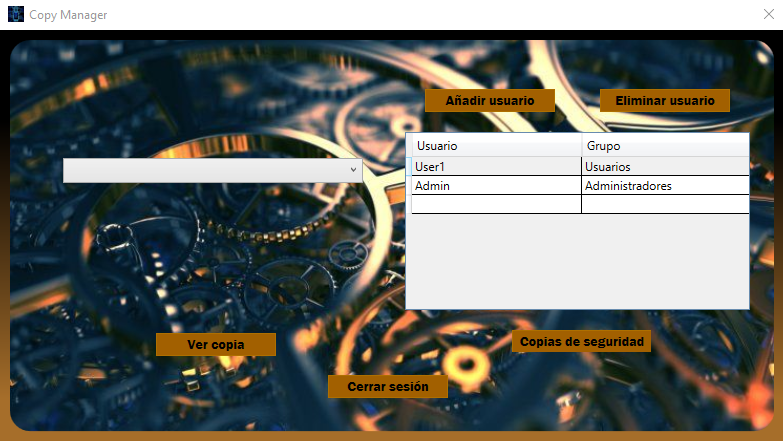 Copy Manager
Añadir usuario
Eliminar usuario
Usuario Grupo
User1 Usuarios
Admin Administradores
Ver copia
Copias de seguridad
Cerrar sesión